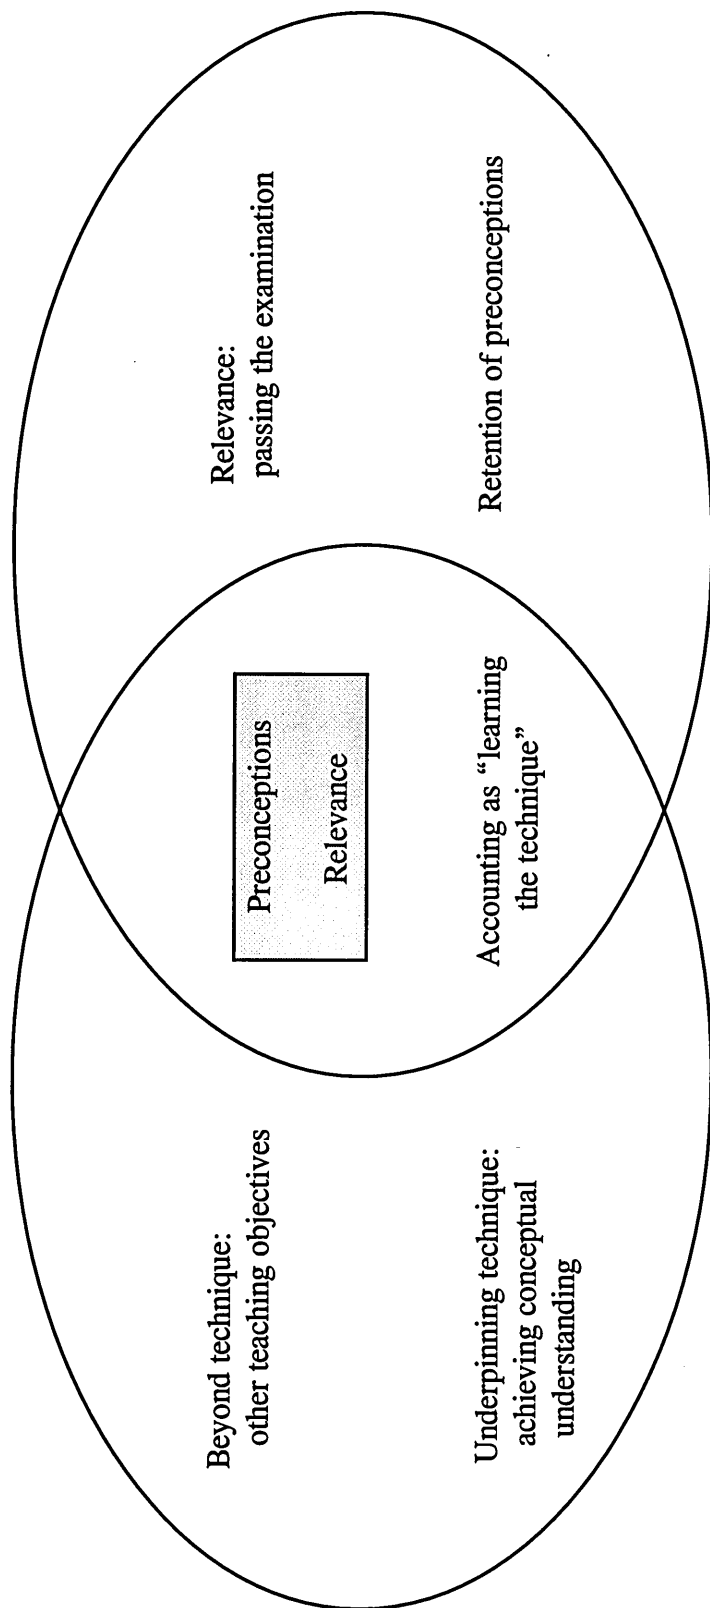 Beyond technique:
other teaching objectives
Underpinning technique:
achieving conceptual
understanding
Preconceptions
Relevance
Accounting as “learning
the technique”
Relevance:
passing the examination
Retention of preconceptions